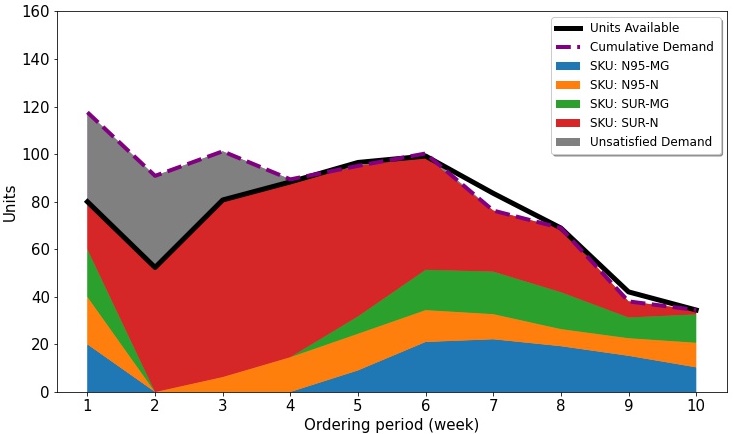 160
140
120
100
80
60
40
20
0
Units
1 2 3 4 5 6 7 8 9 10
Ordering period (week)
Units Available
Cumulative Demand
SKU: N95-MG
SKU: N95-N
SKU: SUR-MG
SKU: SUR-N
Unsatisfied Demand